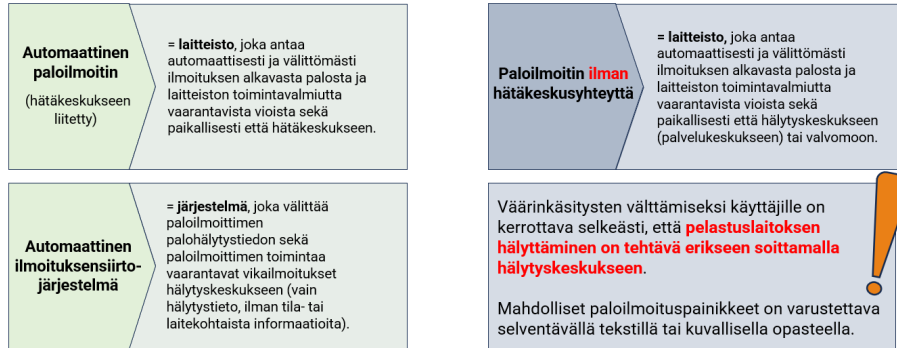 Automaattinen
paloilmoitin
(hätäkeskukseen
liitetty)
= laitteisto, joka antaa
automaattisesti ja välittömästi
ilmoituksen alkavasta palosta ja
laitteiston toimintavalmiutta
vaarantavista vioista sekä
paikallisesti että hätäkeskukseen.
Paloilmoitin ilman
hätäkeskusyhteyttä
= laitteisto, joka antaa
automaattisesti ja välittömästi
ilmoituksen alkavasta palosta ja
laitteiston toimintavalmiutta
vaarantavista vioista sekä
paikallisesti että hälytyskeskukseen
(palvelukeskukseen) tai valvomoon.
Automaattinen
ilmoituksensiirto-
järjestelmä
= järjestelmä, joka välittää
paloilmoittimen
palohälytystiedon sekä
paloilmoittimen toimintaa
vaarantavat vikailmoitukset
hälytyskeskukseen (vain
hälytystieto, ilman tila- tai
laitekohtaista informaatioita).
Väärinkäsitysten välttämiseksi käyttäjille on
kerrottava selkeästi, että pelastuslaitoksen
hälyttäminen on tehtävä erikseen soittamalla
hälytyskeskukseen.
Mahdolliset paloilmoituspainikkeet on varustettava
selventävällä tekstillä tai kuvallisella opasteella.